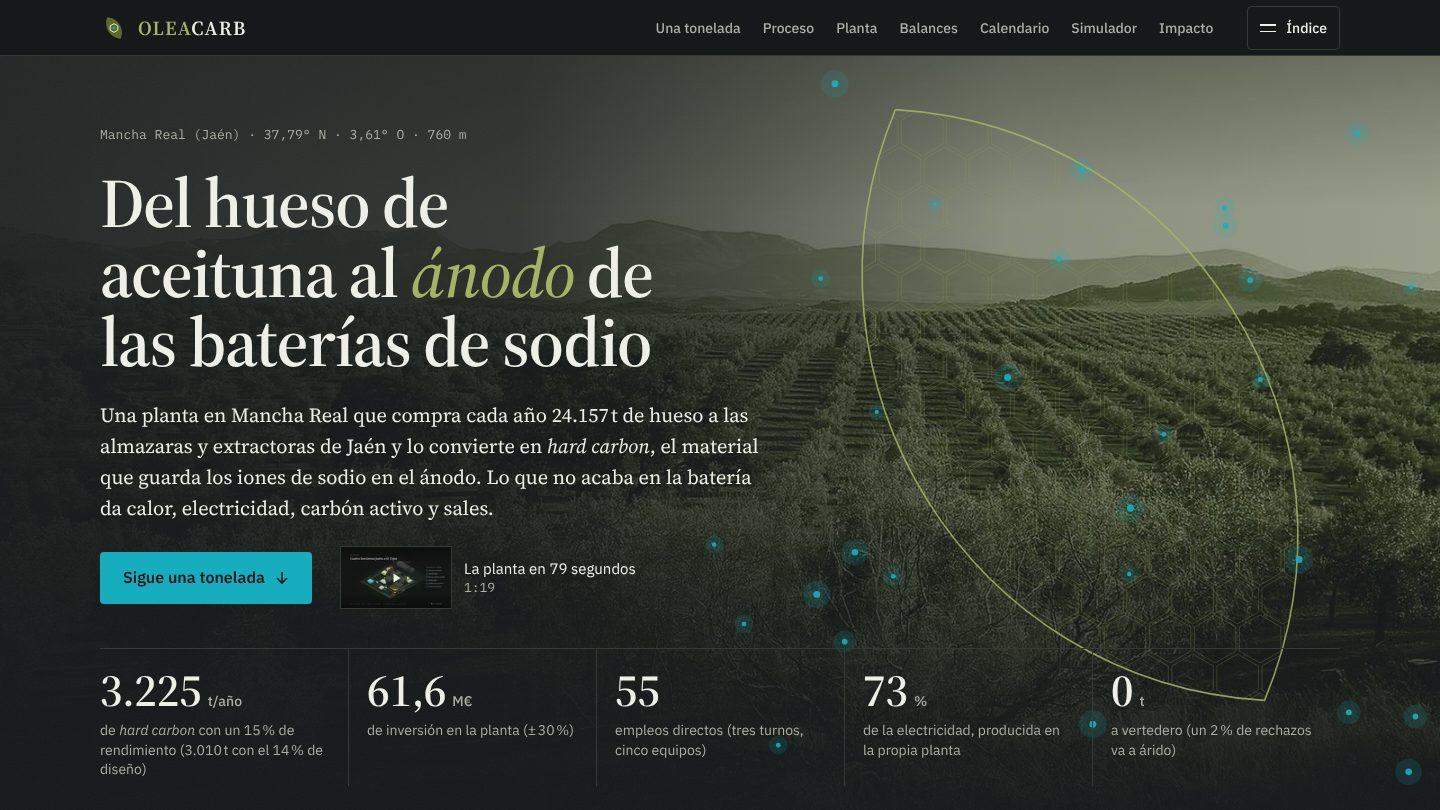 OLEACARB
Una tonelada Proceso Planta Balances Calendario Simulador Impacto Índice
Mancha Real (Jaén) · 37,79° N · 3,61° O · 760 m
Del hueso de
aceituna al ánodo de
las baterías de sodio
Una planta en Mancha Real que compra cada año 24.157 t de hueso a las
almazaras y extractoras de Jaén y lo convierte en hard carbon, el material
que guarda los iones de sodio en el ánodo. Lo que no acaba en la batería
da calor, electricidad, carbón activo y sales.
Sigue una tonelada ↓
La planta en 79 segundos
1:19
3.225 t/año
de hard carbon con un 15 % de
rendimiento (3.010 t con el 14 % de
diseño)
61,6 M€
de inversión en la planta (± 30 %)
55
empleos directos (tres turnos,
cinco equipos)
73 %
de la electricidad, producida en
la propia planta
0 t
a vertedero (un 2 % de rechazos
va a árido)